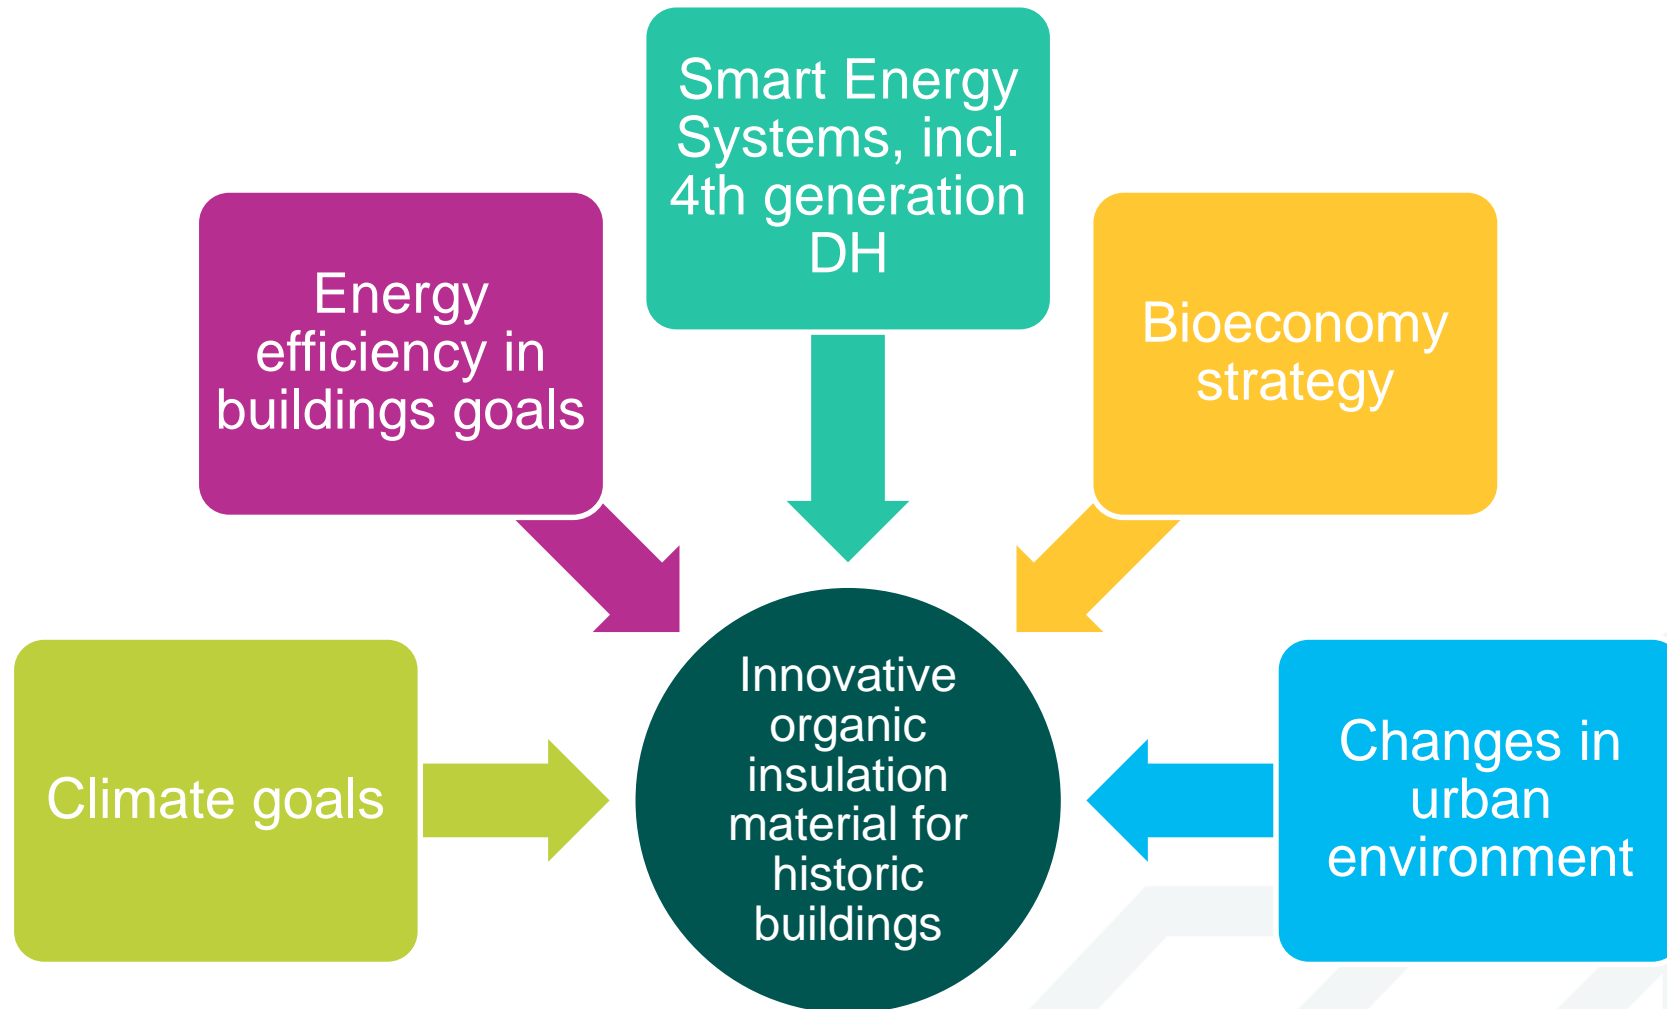 Smart Energy
Systems, incl.
4th generation
DH
Energy
efficiency in
buildings goals
Bioeconomy
strategy
Climate goals
Innovative
organic
insulation
material for
historic
buildings
Changes in
urban
environment